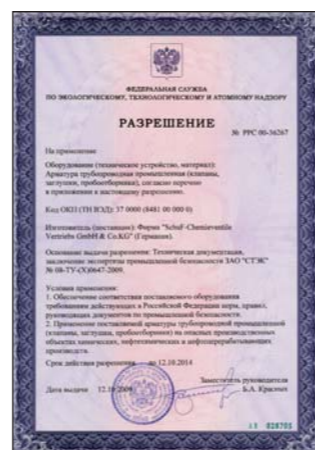 ФЕДЕРАЛЬНАЯ СЛУЖБА
ПО ЭКОЛОГИЧЕСКОМУ, ТЕХНОЛОГИЧЕСКОМУ И АТОМНОМУ НАДЗОРУ
РАЗРЕШЕНИЕ
№ РРС 00-36267
На применение
Оборудование (техническое устройство, материал):
Арматура трубопроводная промышленная (клапаны,
заглушки, пробоотборники), согласно перечню
в приложении к настоящему разрешению.
Код ОКП (ТН ВЭД): 37 0000 (8481 00 000 0)
Изготовитель (поставщик): Фирма "SchuF-Chemieventile
Vertriebs GmbH & Co.KG" (Германия).
Основание выдачи разрешения: Техническая документация,
заключение экспертизы промышленной безопасности ЗАО "СТЭК"
№ 08-ТУ-(Х)0647-2009.
Условия применения:
1. Обеспечение соответствия поставляемого оборудования
требованиям действующих в Российской Федерации норм, правил,
руководящих документов по промышленной безопасности.
2. Применение поставляемой арматуры трубопроводной промышленной
(клапаны, заглушки, пробоотборники) на опасных производственных
объектах химических, нефтехимических и нефтеперерабатывающих
производств.
Срок действия разрешения до 12.10.2014
Дата выдачи 12.10.2009
Заместитель руководителя
Б.А. Красных
АВ 028705